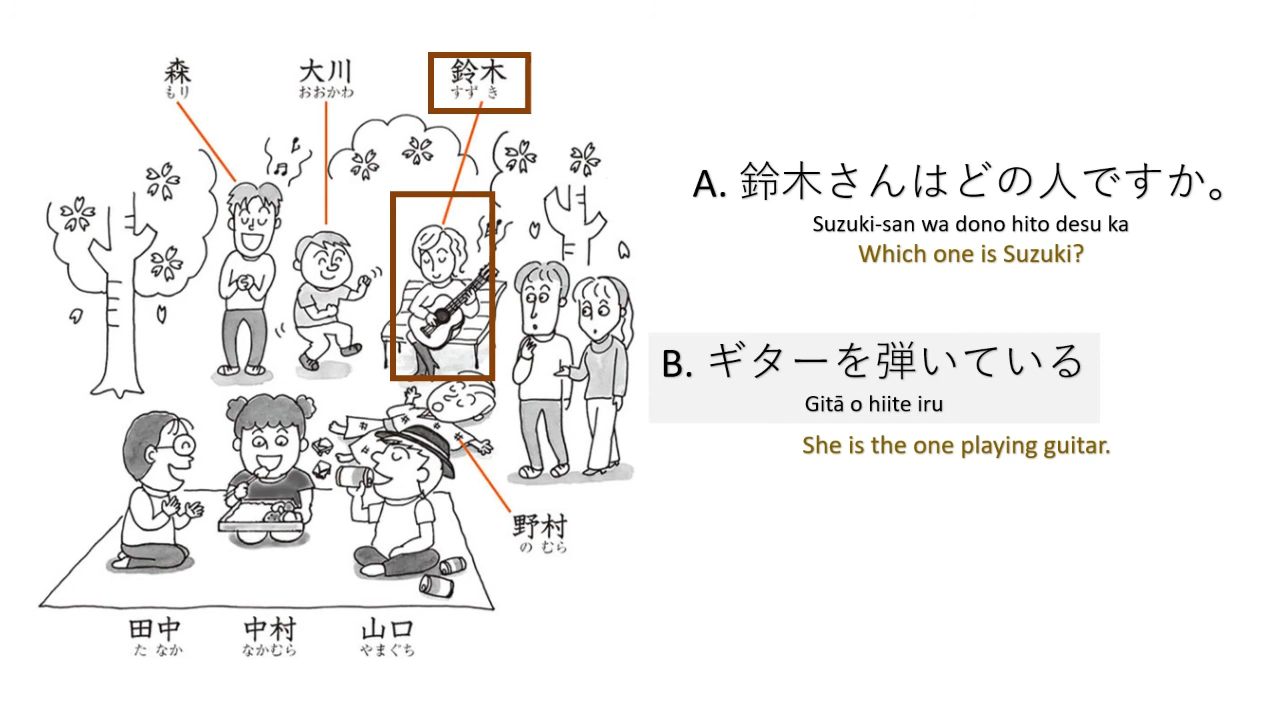 森
もり
大川
おおかわ
鈴木
すず き
A. 鈴木さんはどの人ですか。
Suzuki-san wa dono hito desu ka
Which one is Suzuki?
B. ギターを弾いている
Gitā o hiite iru
She is the one playing guitar.
野村
の むら
田中
た なか
中村
なかむら
山口
やまぐち